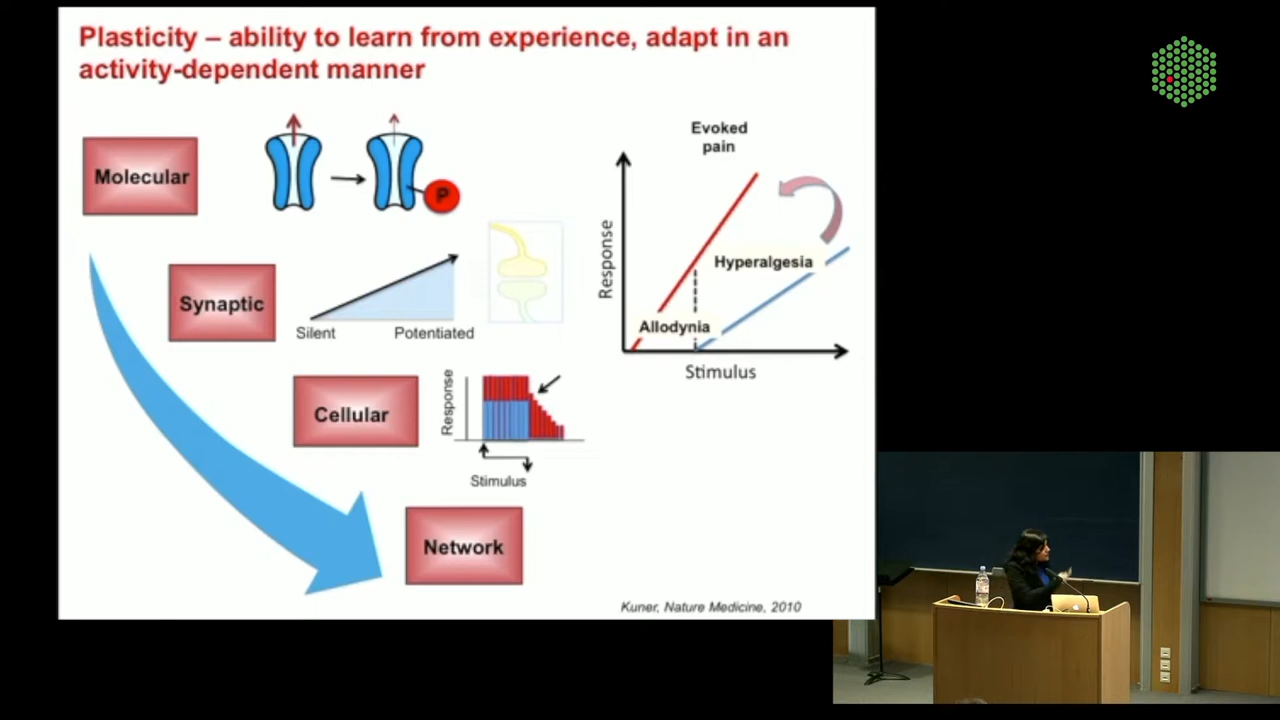 Plasticity – ability to learn from experience, adapt in an
activity-dependent manner
Molecular
P
Synaptic
Silent
Potentiated
Cellular
Response
Stimulus
Network
Evoked
pain
Response
Hyperalgesia
Allodynia
Stimulus
Kuner, Nature Medicine, 2010